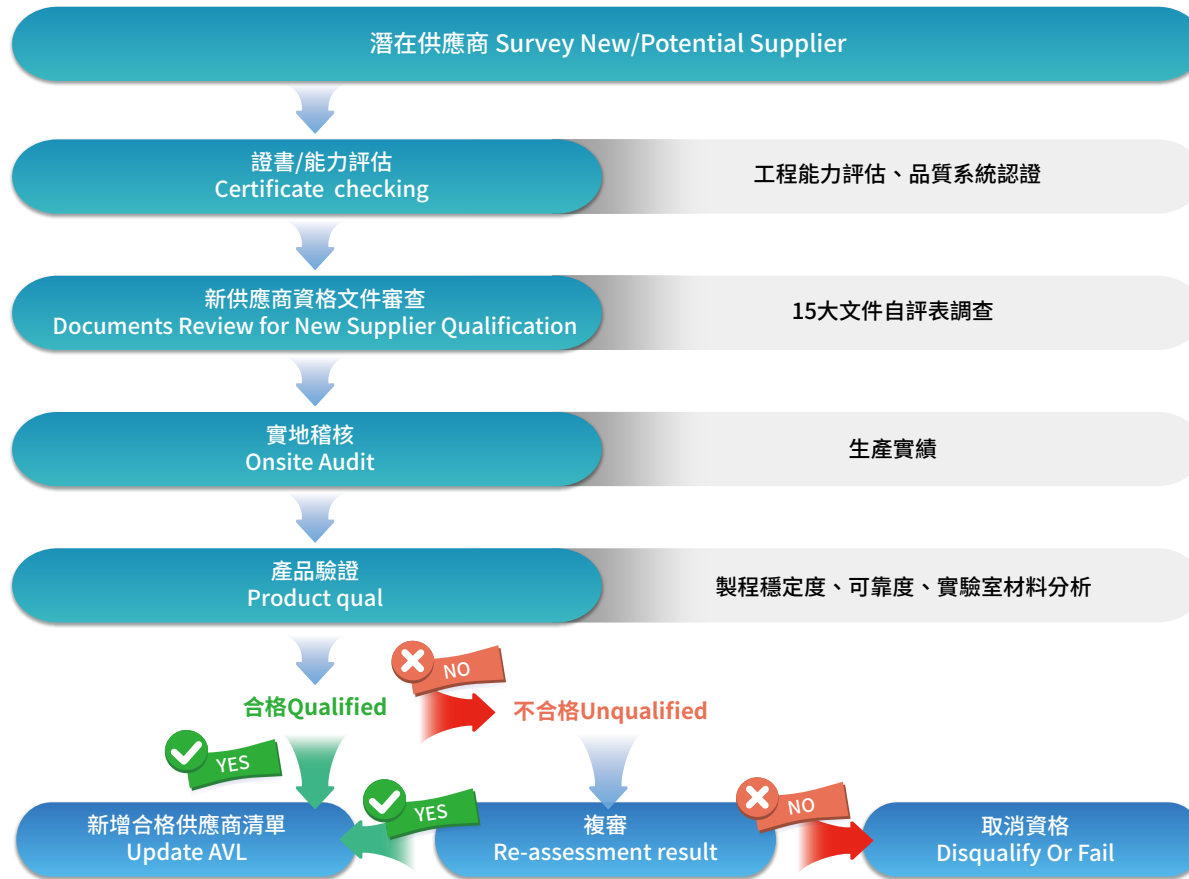 潛在供應商 Survey New/Potential Supplier
證書/能力評估
Certificate checking
工程能力評估、品質系統認證
新供應商資格文件審查
Documents Review for New Supplier Qualification
15大文件自評表調查
實地稽核
Onsite Audit
生產實績
產品驗證
Product qual
製程穩定度、可靠度、實驗室材料分析
NO
合格Qualified
不合格Unqualified
YES
YES
NO
新增合格供應商清單
Update AVL
複審
Re-assessment result
取消資格
Disqualify Or Fail